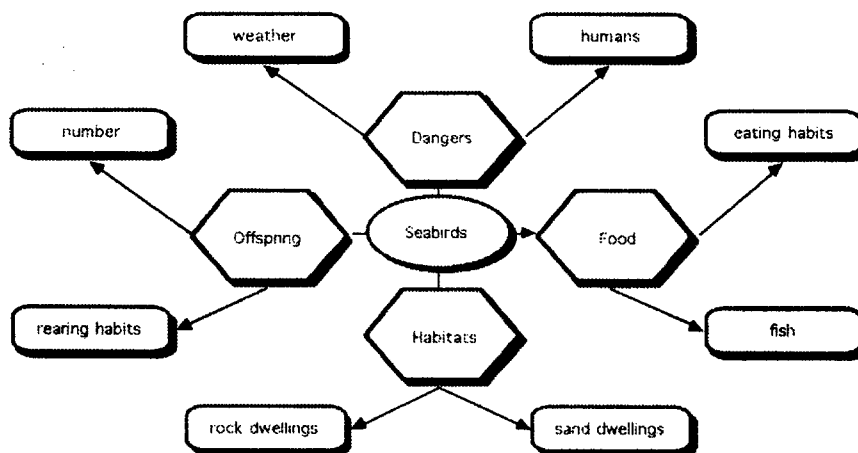 weather
humans
number
Dangers
eating habits
Offspring
Seabirds
Food
rearing habits
Habitats
fish
rock dwellings
sand dwellings